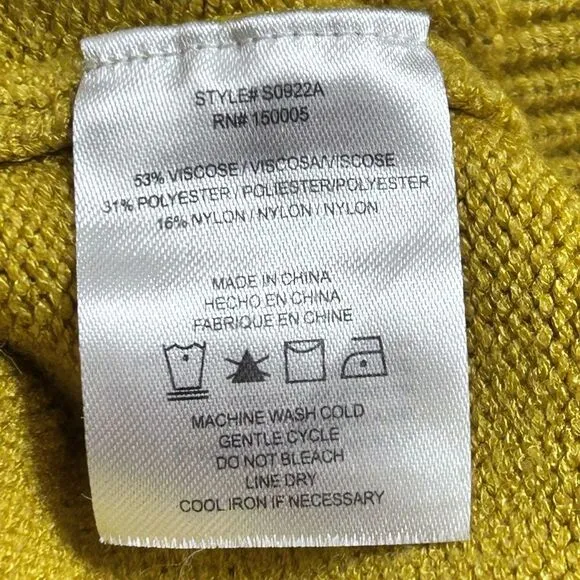 STYLE# S0922A
RN# 150005
53% VISCOSE / VISCOSA/VISCOSE
31% POLYESTER / POLIESTER/POLYESTER
16% NYLON / NYLON / NYLON
MADE IN CHINA
HECHO EN CHINA
FABRIQUE EN CHINE
MACHINE WASH COLD
GENTLE CYCLE
DO NOT BLEACH
LINE DRY
COOL IRON IF NECESSARY